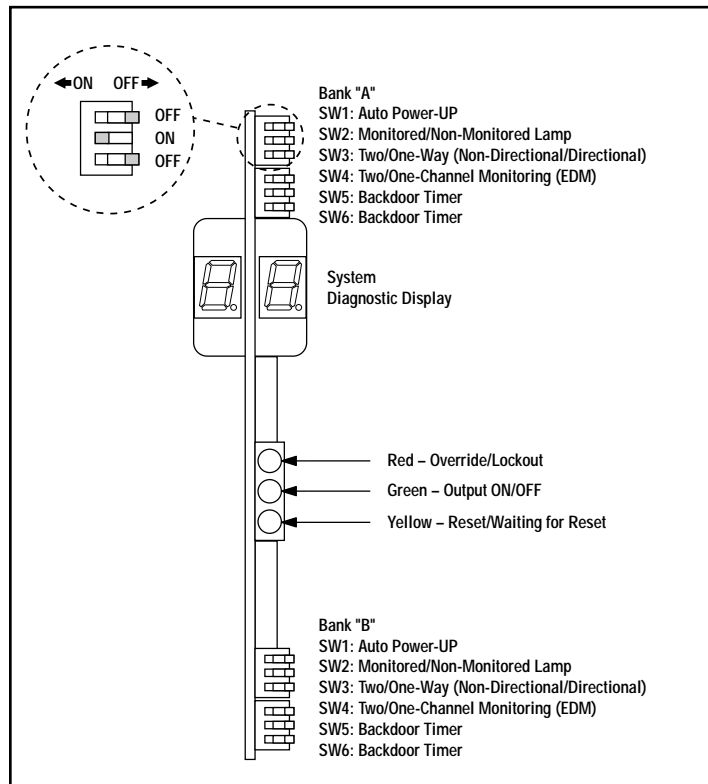 ON OFF
OFF
ON
OFF
Bank "A"
SW1: Auto Power-UP
SW2: Monitored/Non-Monitored Lamp
SW3: Two/One-Way (Non-Directional/Directional)
SW4: Two/One-Channel Monitoring (EDM)
SW5: Backdoor Timer
SW6: Backdoor Timer
8. 8.
System
Diagnostic Display
Red – Override/Lockout
Green – Output ON/OFF
Yellow – Reset/Waiting for Reset
Bank "B"
SW1: Auto Power-UP
SW2: Monitored/Non-Monitored Lamp
SW3: Two/One-Way (Non-Directional/Directional)
SW4: Two/One-Channel Monitoring (EDM)
SW5: Backdoor Timer
SW6: Backdoor Timer